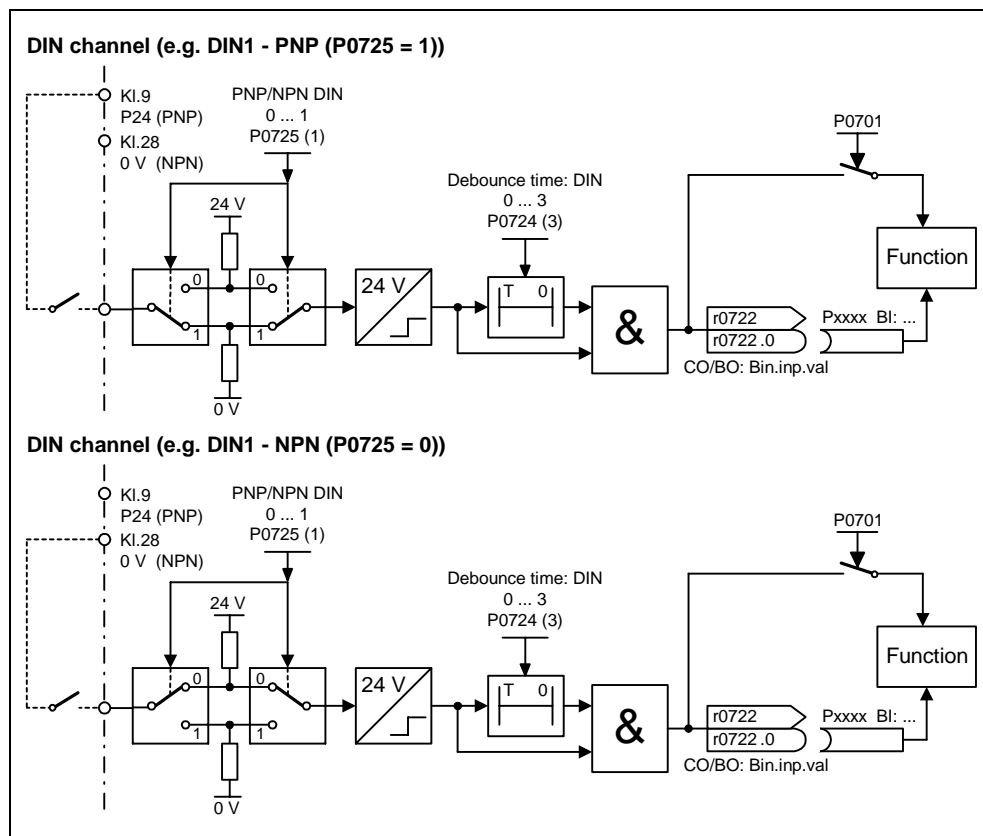 DIN channel (e.g. DIN1 - PNP (P0725 = 1))
Kl.9
P24 (PNP)
Kl.28
0 V (NPN)
PNP/NPN DIN
0 ... 1
P0725 (1)
24 V
0
0
1
1
0 V
24 V
Debounce time: DIN
0 ... 3
P0724 (3)
T 0
&
P0701
Function
r0722
r0722 .0
CO/BO: Bin.inp.val
Pxxxx BI: ...
DIN channel (e.g. DIN1 - NPN (P0725 = 0))
Kl.9
P24 (PNP)
Kl.28
0 V (NPN)
PNP/NPN DIN
0 ... 1
P0725 (1)
24 V
0
0
1
1
0 V
24 V
Debounce time: DIN
0 ... 3
P0724 (3)
T 0
&
P0701
Function
r0722
r0722 .0
CO/BO: Bin.inp.val
Pxxxx BI: ...